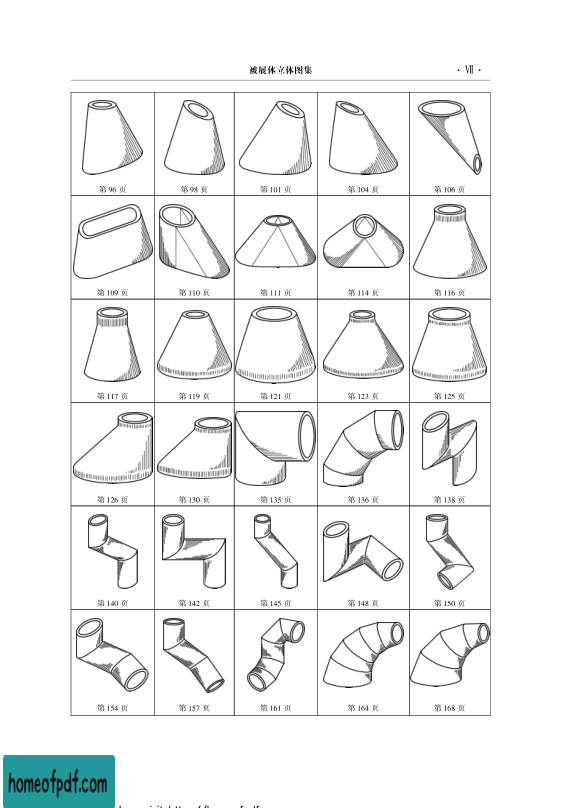 被展体立体图集
· Ⅶ ·
第 96 页 第 98 页 第 101 页 第 104 页 第 106 页
第 109 页 第 110 页 第 111 页 第 114 页 第 116 页
第 117 页 第 119 页 第 121 页 第 123 页 第 125 页
第 126 页 第 130 页 第 135 页 第 136 页 第 138 页
第 140 页 第 142 页 第 145 页 第 148 页 第 150 页
第 154 页 第 157 页 第 161 页 第 164 页 第 168 页
homeofpdf.com